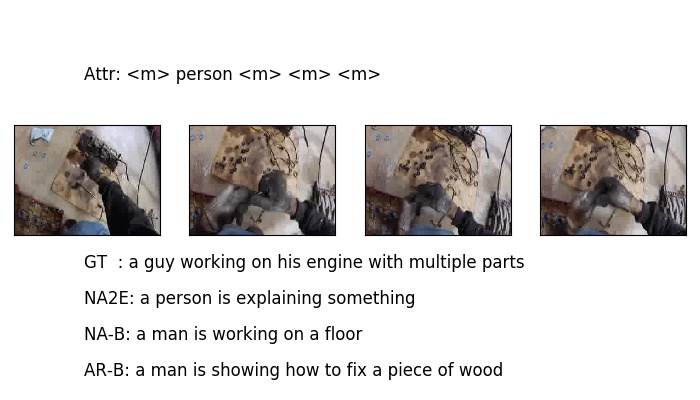 Attr: <m> person <m> <m> <m>
GT : a guy working on his engine with multiple parts
NA2E: a person is explaining something
NA-B: a man is working on a floor
AR-B: a man is showing how to fix a piece of wood